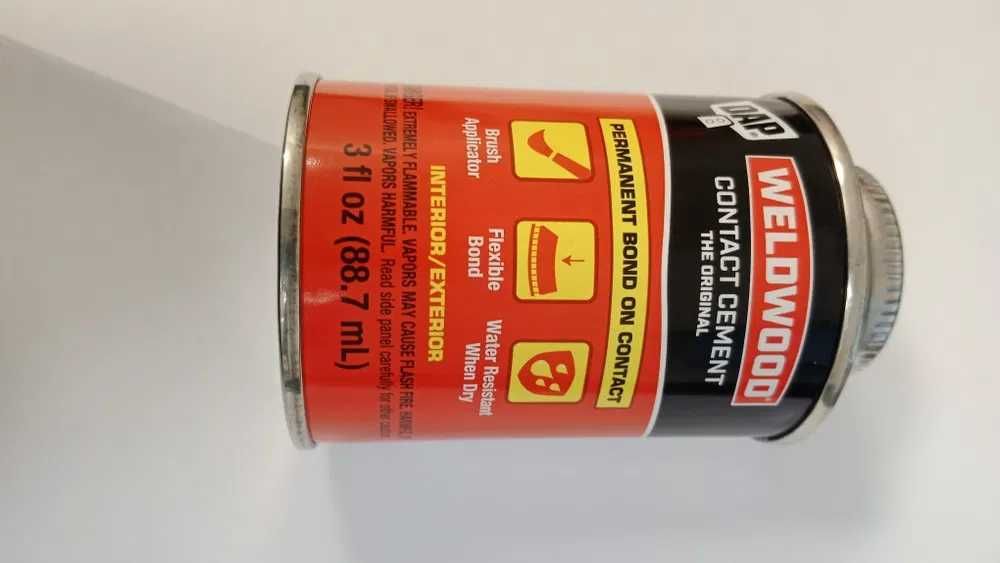 DAP®
WELDWOOD®
CONTACT CEMENT
THE ORIGINAL
PERMANENT BOND ON CONTACT
Brush
Applicator
Flexible
Bond
Water Resistant
When Dry
INTERIOR/EXTERIOR
EXTREMELY FLAMMABLE. VAPORS MAY CAUSE FLASH FIRE.
SWALLOWED. VAPORS HARMFUL. Read side panel carefully for other
3 fl oz (88.7 mL)